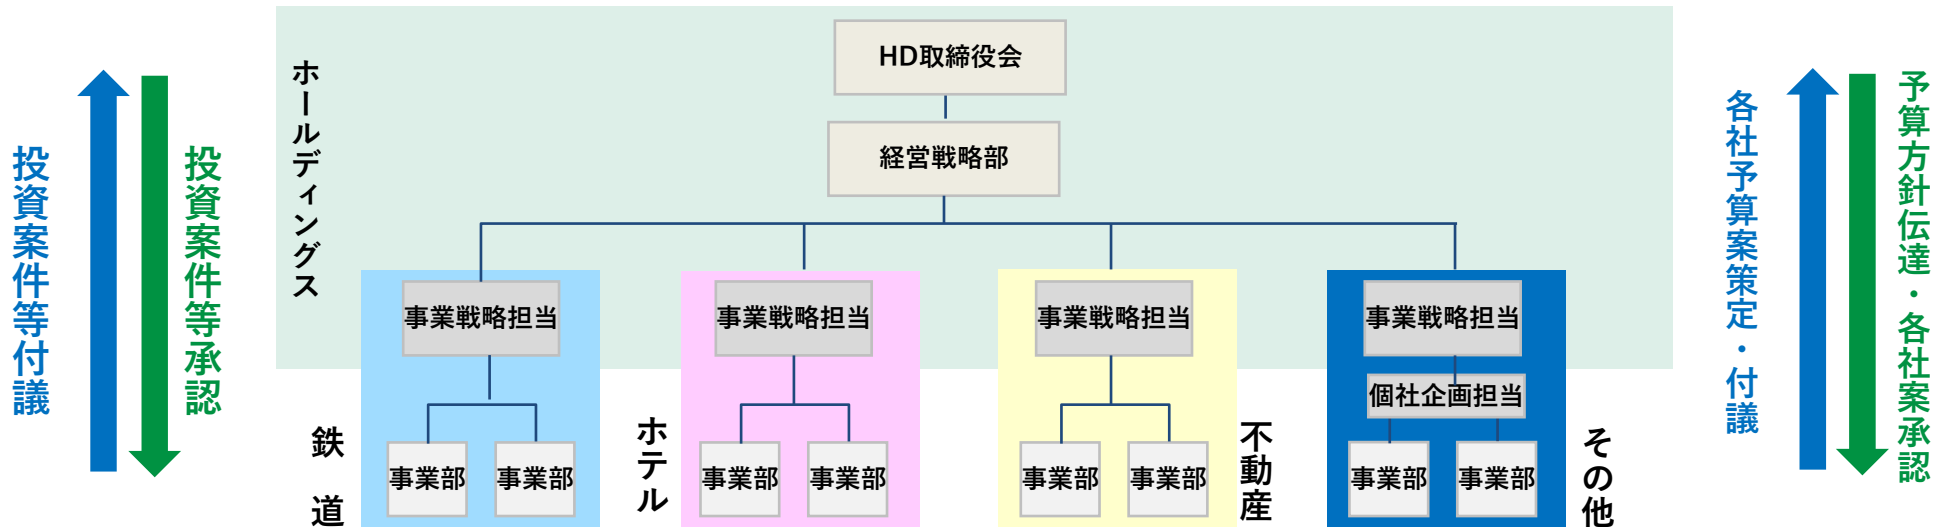 HD取締役会
経営戦略部
ホールディングス
投資案件等付議
投資案件等承認
各社予算案策定・付議
予算方針伝達・各社案承認
事業戦略担当
事業戦略担当
事業戦略担当
事業戦略担当
個社企画担当
鉄道
事業部
事業部
ホテル
事業部
事業部
不動産
事業部
事業部
その他
事業部
事業部